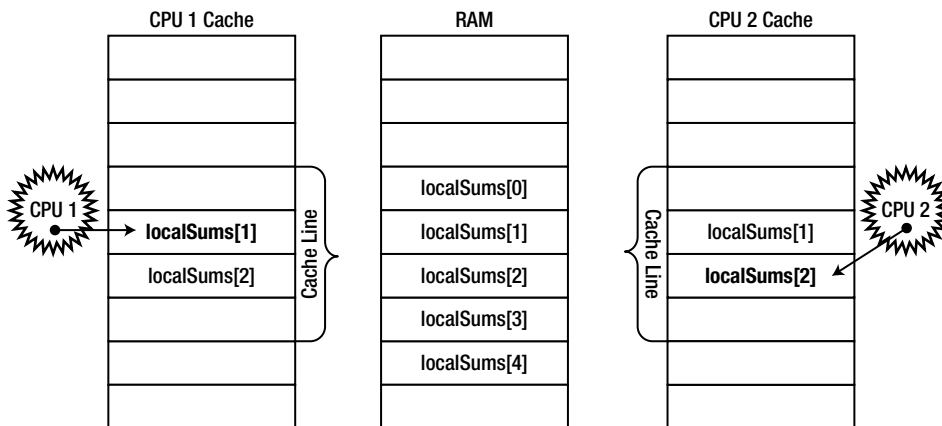 CPU 1 Cache
RAM
CPU 2 Cache
CPU 1
localSums[1]
localSums[2]
Cache Line
localSums[0]
localSums[1]
localSums[2]
localSums[3]
localSums[4]
Cache Line
localSums[1]
localSums[2]
CPU 2